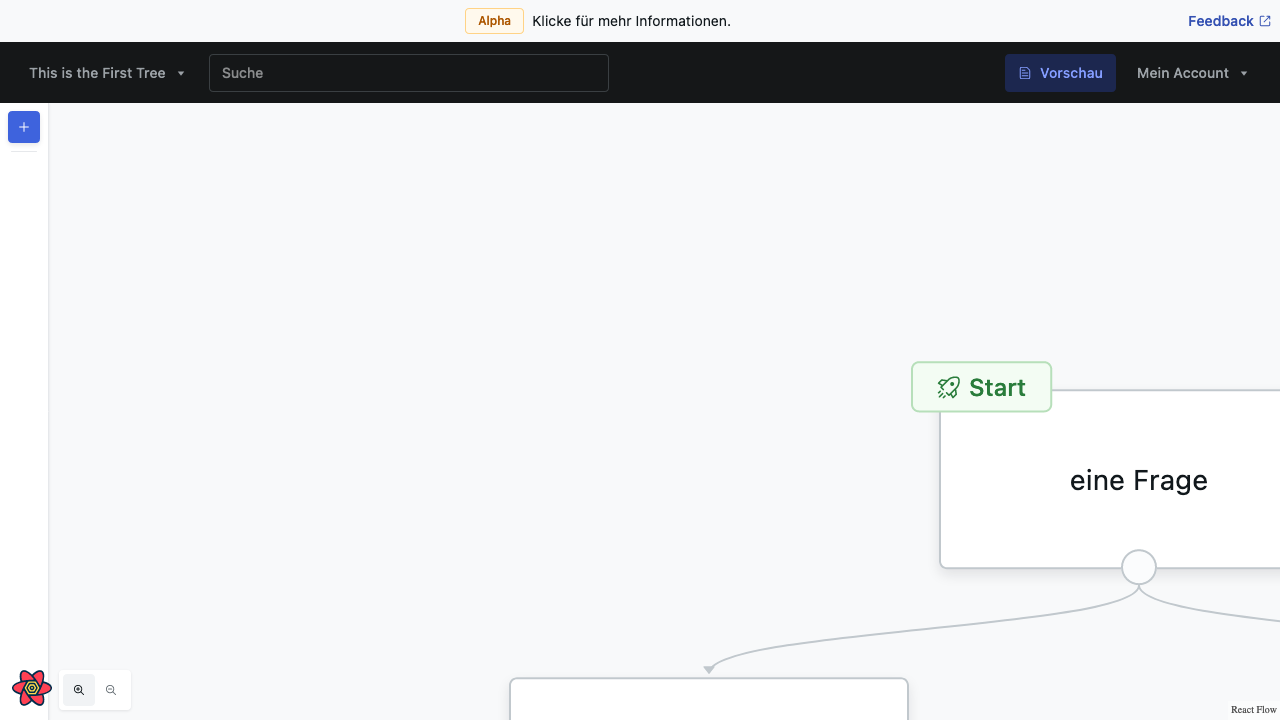 Alpha Klicke für mehr Informationen.
Feedback
This is the First Tree
Suche
Vorschau
Mein Account
Start
eine Frage
React Flow